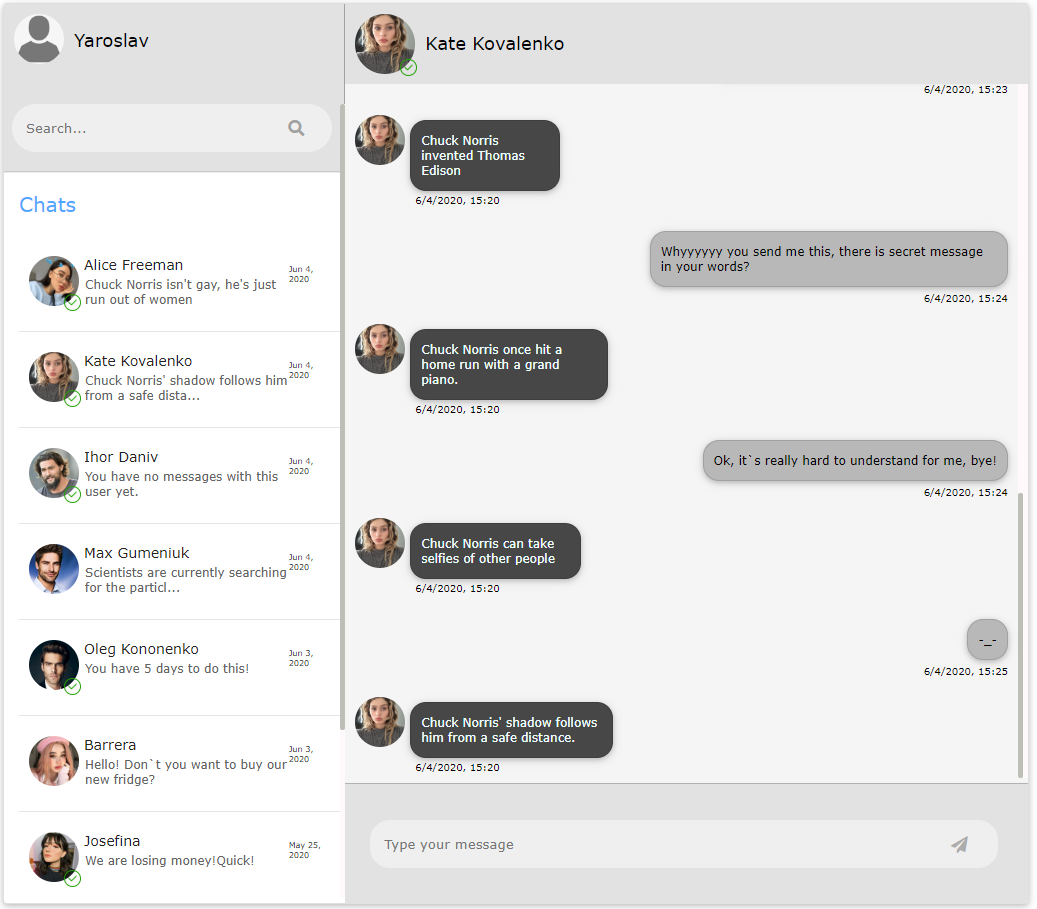 Yaroslav
Search...
Chats
Alice Freeman
Chuck Norris isn't gay, he's just
run out of women
Jun 4,
2020
Kate Kovalenko
Chuck Norris' shadow follows him
from a safe dista...
Jun 4,
2020
Ihor Daniv
You have no messages with this
user yet.
Jun 4,
2020
Max Gumeniuk
Scientists are currently searching
for the particl...
Jun 4,
2020
Oleg Kononenko
You have 5 days to do this!
Jun 3,
2020
Barrera
Hello! Don`t you want to buy our
new fridge?
Jun 3,
2020
Josefina
We are losing money!Quick!
May 25,
2020
Kate Kovalenko
6/4/2020, 15:23
Chuck Norris
invented Thomas
Edison
6/4/2020, 15:20
Whyyyyyy you send me this, there is secret message
in your words?
6/4/2020, 15:24
Chuck Norris once hit a
home run with a grand
piano.
6/4/2020, 15:20
Ok, it`s really hard to understand for me, bye!
6/4/2020, 15:24
Chuck Norris can take
selfies of other people
6/4/2020, 15:20
-_-
6/4/2020, 15:25
Chuck Norris' shadow follows
him from a safe distance.
6/4/2020, 15:20
Type your message